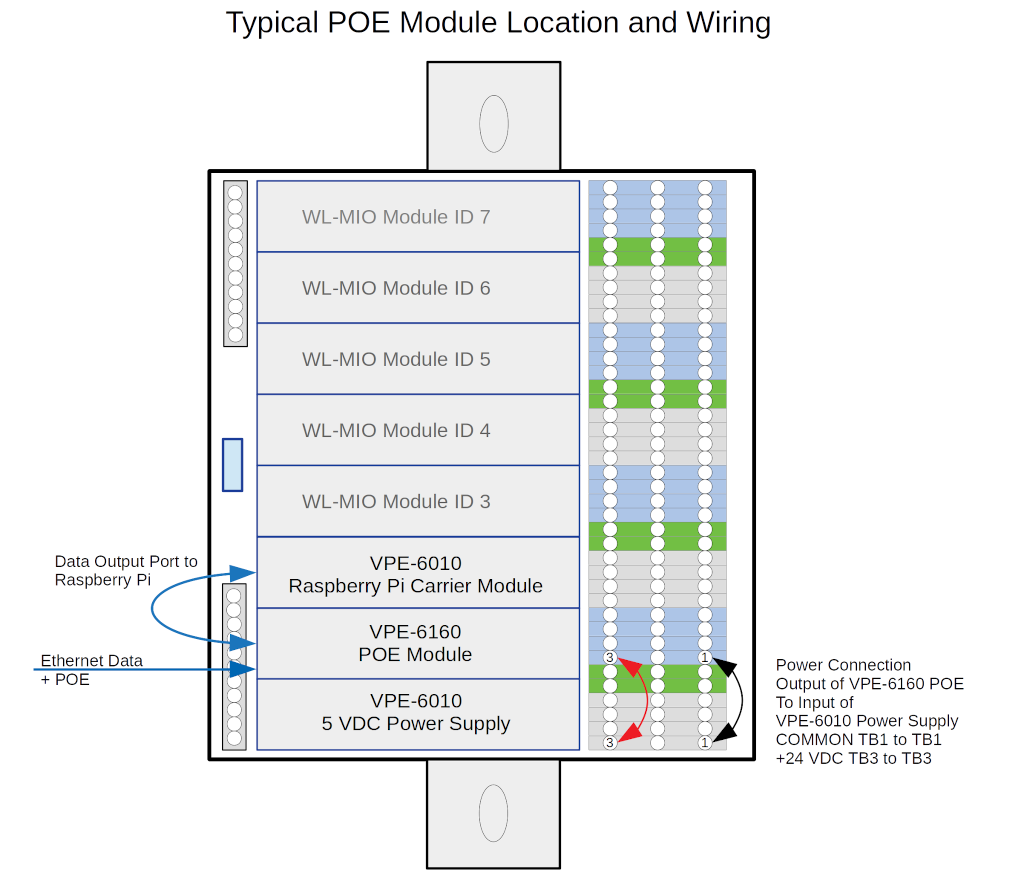 Typical POE Module Location and Wiring
WL-MIO Module ID 7
WL-MIO Module ID 6
WL-MIO Module ID 5
WL-MIO Module ID 4
WL-MIO Module ID 3
Data Output Port to
Raspberry Pi
VPE-6010
Raspberry Pi Carrier Module
Ethernet Data
+ POE
VPE-6160
POE Module
VPE-6010
5 VDC Power Supply
3
1
3
1
Power Connection
Output of VPE-6160 POE
To Input of
VPE-6010 Power Supply
COMMON TB1 to TB1
+24 VDC TB3 to TB3